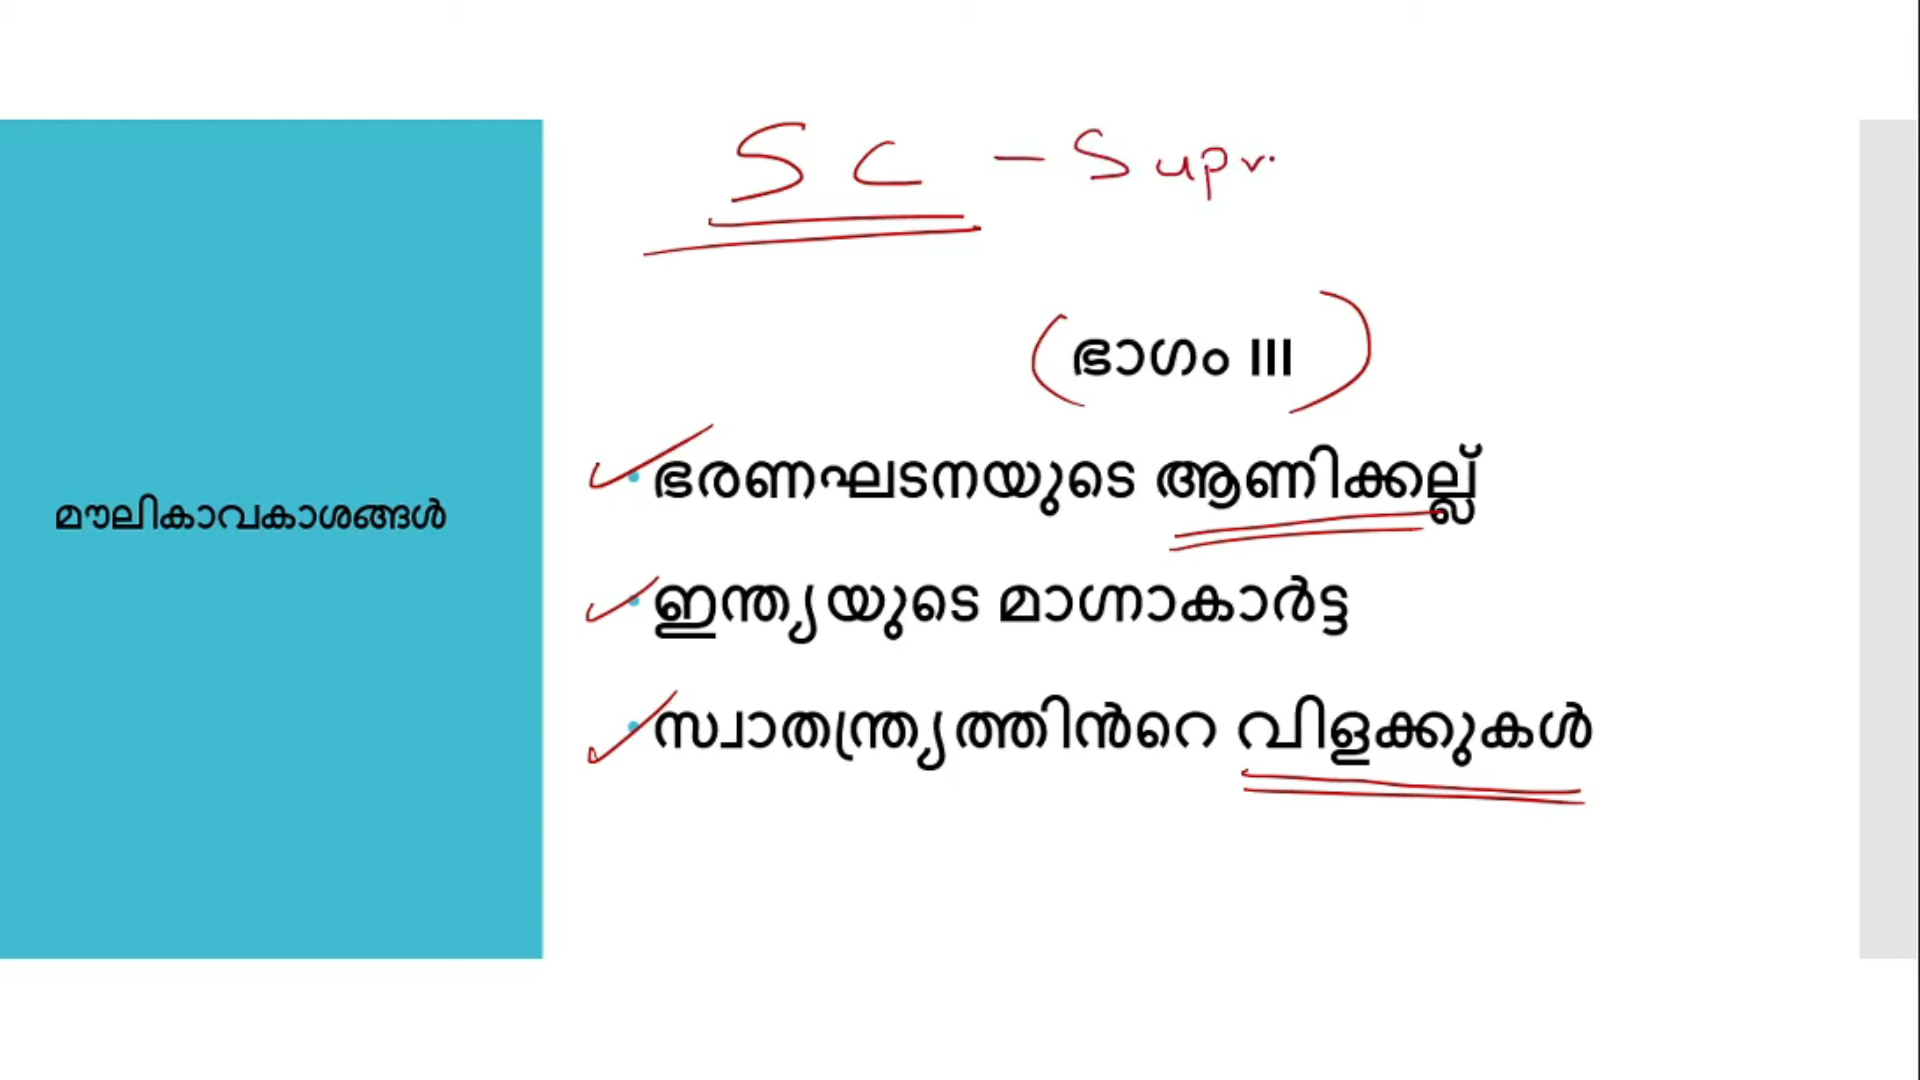 SC - Supr.
ഭാഗം III
മൗലികാവകാശങ്ങൾ
• ഭരണഘടനയുടെ ആണിക്കല്ല്
• ഇന്ത്യയുടെ മാഗ്നാകാർട്ട
• സ്വാതന്ത്ര്യത്തിൻറെ വിളക്കുകൾ